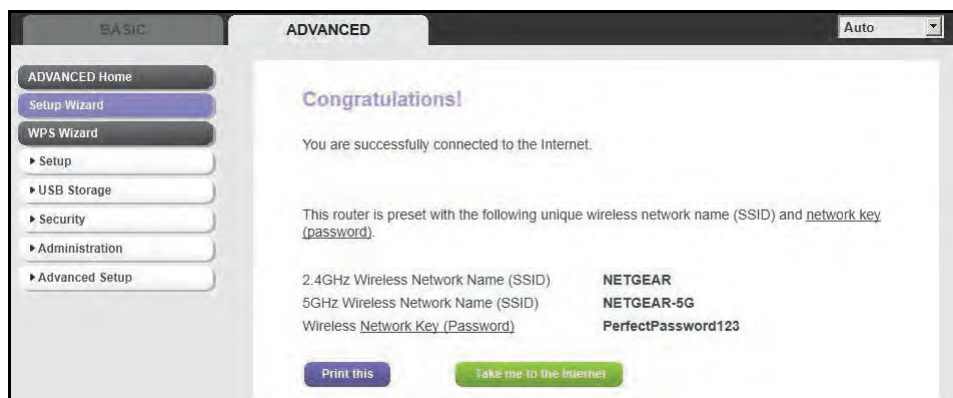 BASIC
ADVANCED
Auto
ADVANCED Home
Setup Wizard
WPS Wizard
Setup
USB Storage
Security
Administration
Advanced Setup
Congratulations!
You are successfully connected to the Internet.
This router is preset with the following unique wireless network name (SSID) and network key
(password).
2.4GHz Wireless Network Name (SSID) NETGEAR
5GHz Wireless Network Name (SSID) NETGEAR-5G
Wireless Network Key (Password) PerfectPassword123
Print this
Take me to the Internet